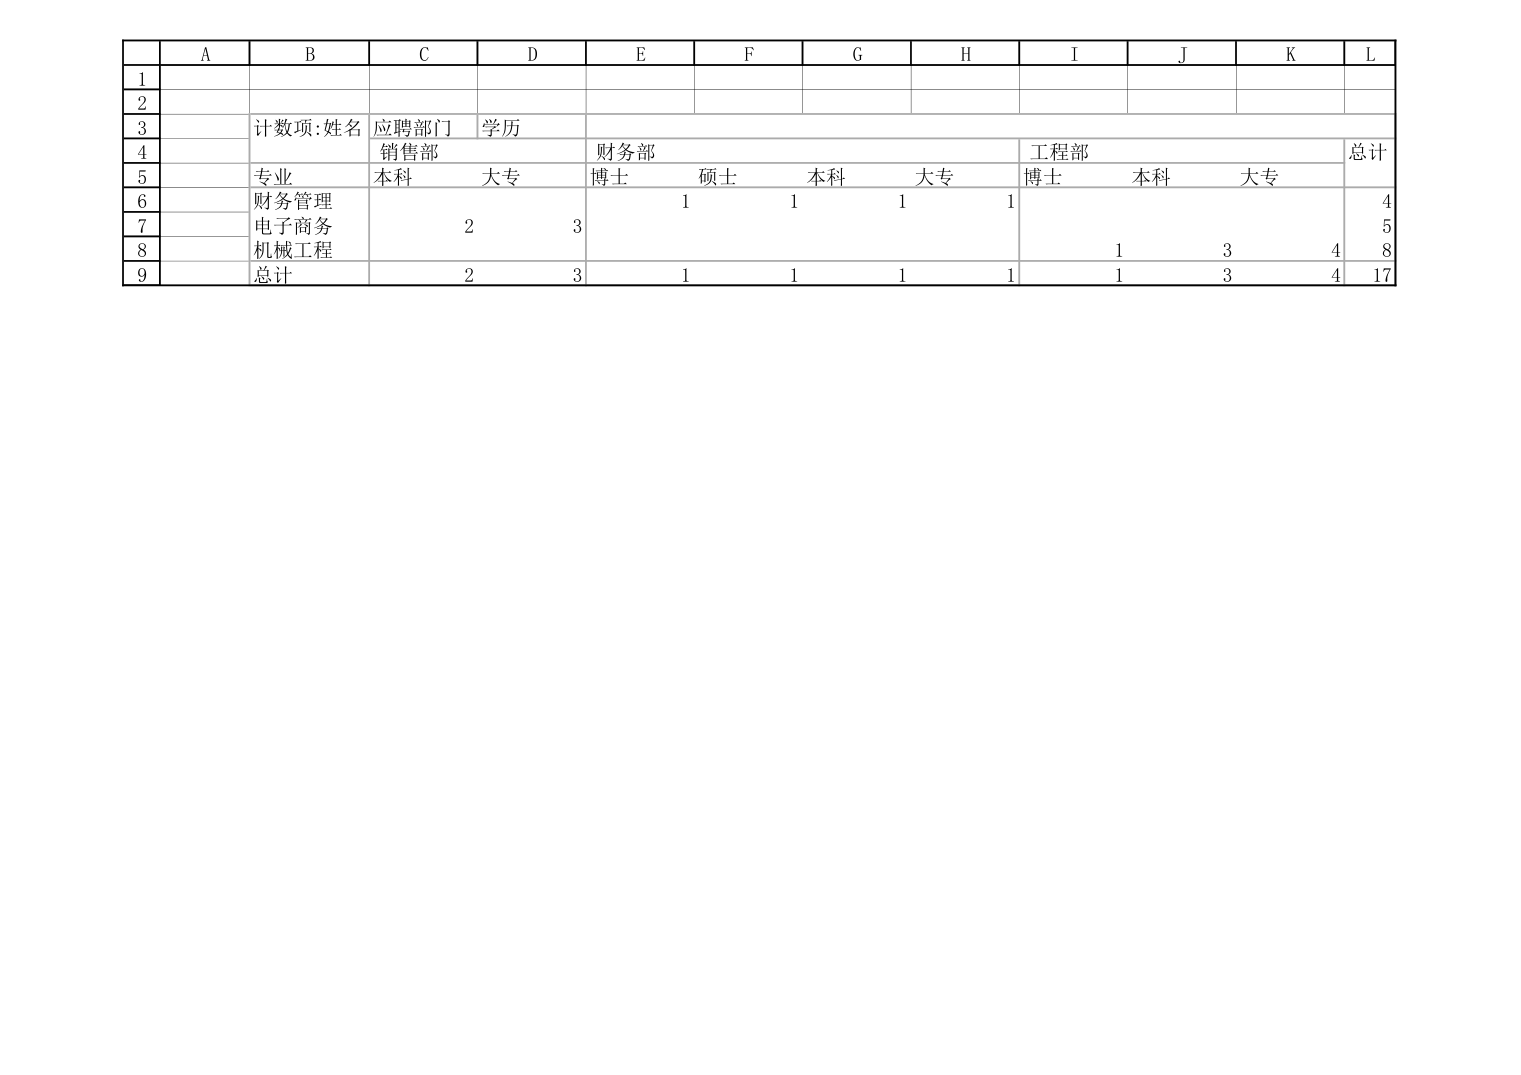 A B C D E F G H I J K L
1
2
3 计数项:姓名 应聘部门 学历
4 销售部 财务部 工程部 总计
5 专业 本科 大专 博士 硕士 本科 大专 博士 本科 大专
6 财务管理 1 1 1 1 4
7 电子商务 2 3 5
8 机械工程 1 3 4 8
9 总计 2 3 1 1 1 1 1 3 4 17